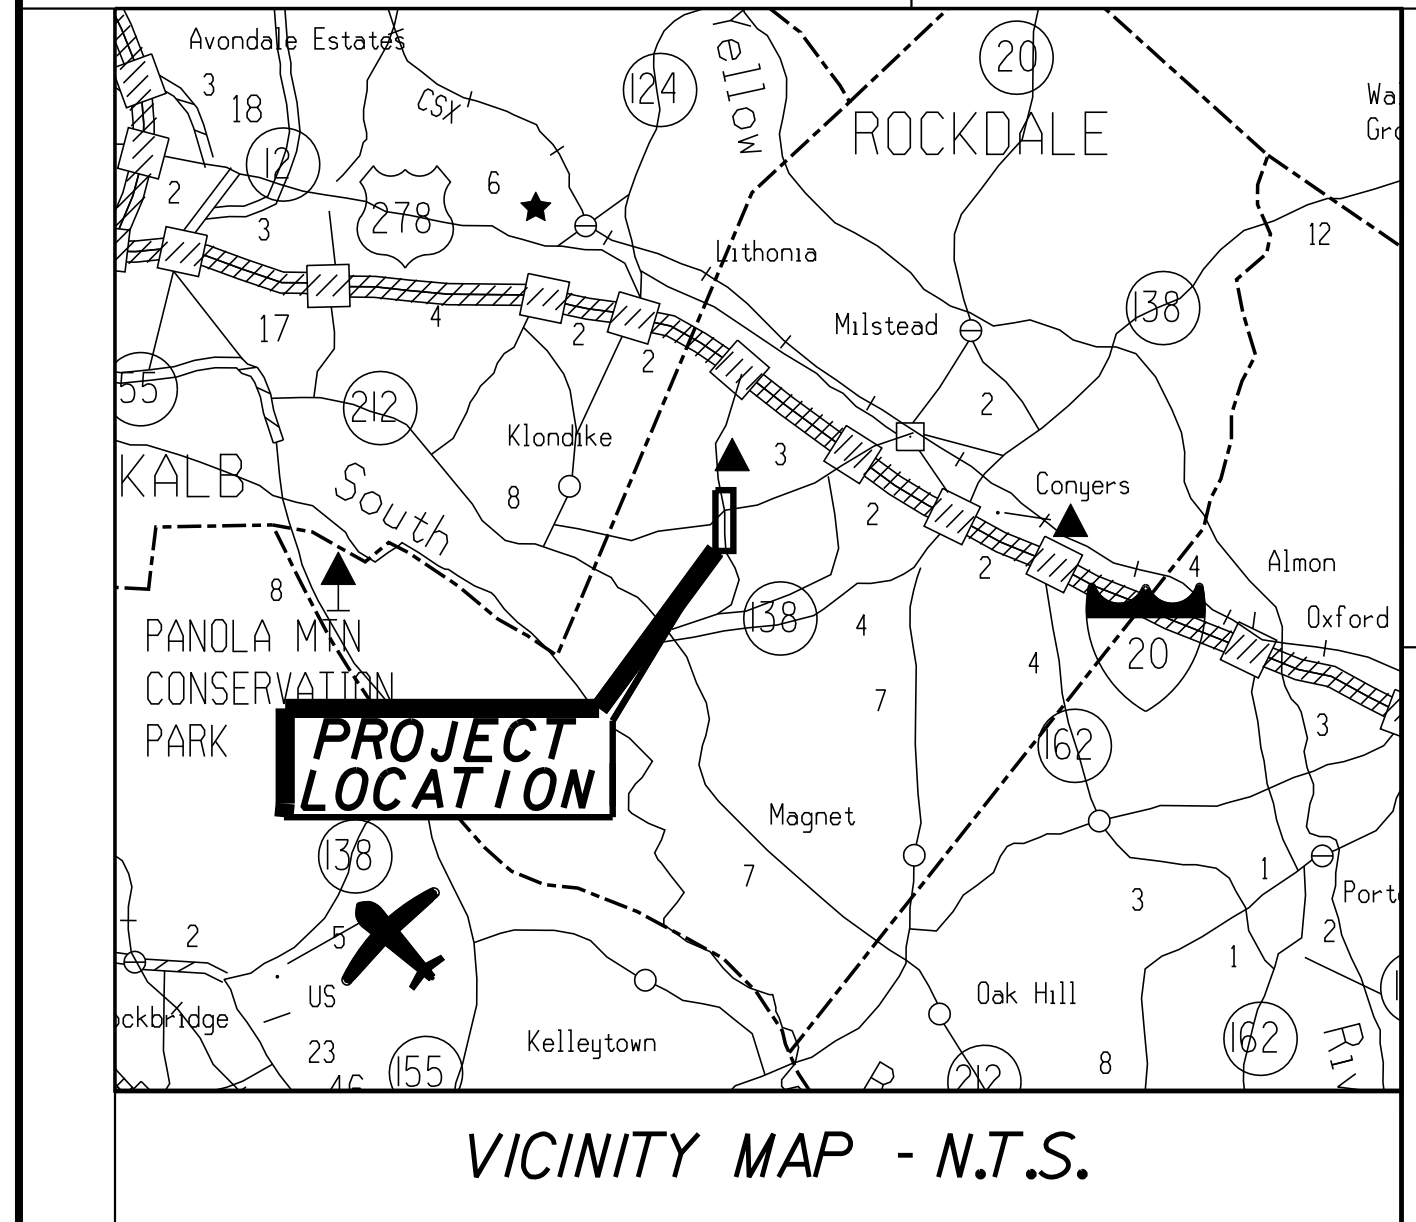 Avondale Estates
3
18
CSX
124
Yellow
20
ROCKDALE
12
2
6
278
3
12
Lithonia
138
Milstead
17
4
2
2
55
212
2
Klondike
3
KALB
South
8
Conyers
2
2
4
Almon
8
138
4
Oxford
PANOLA MTN
CONSERVATION
PARK
4
20
7
3
162
PROJECT
LOCATION
Magnet
138
7
1
3
2
5
2
1
US
Oak Hill
ockbridge
Kelleytown
162
23
155
8
212
VICINITY MAP - N.T.S.